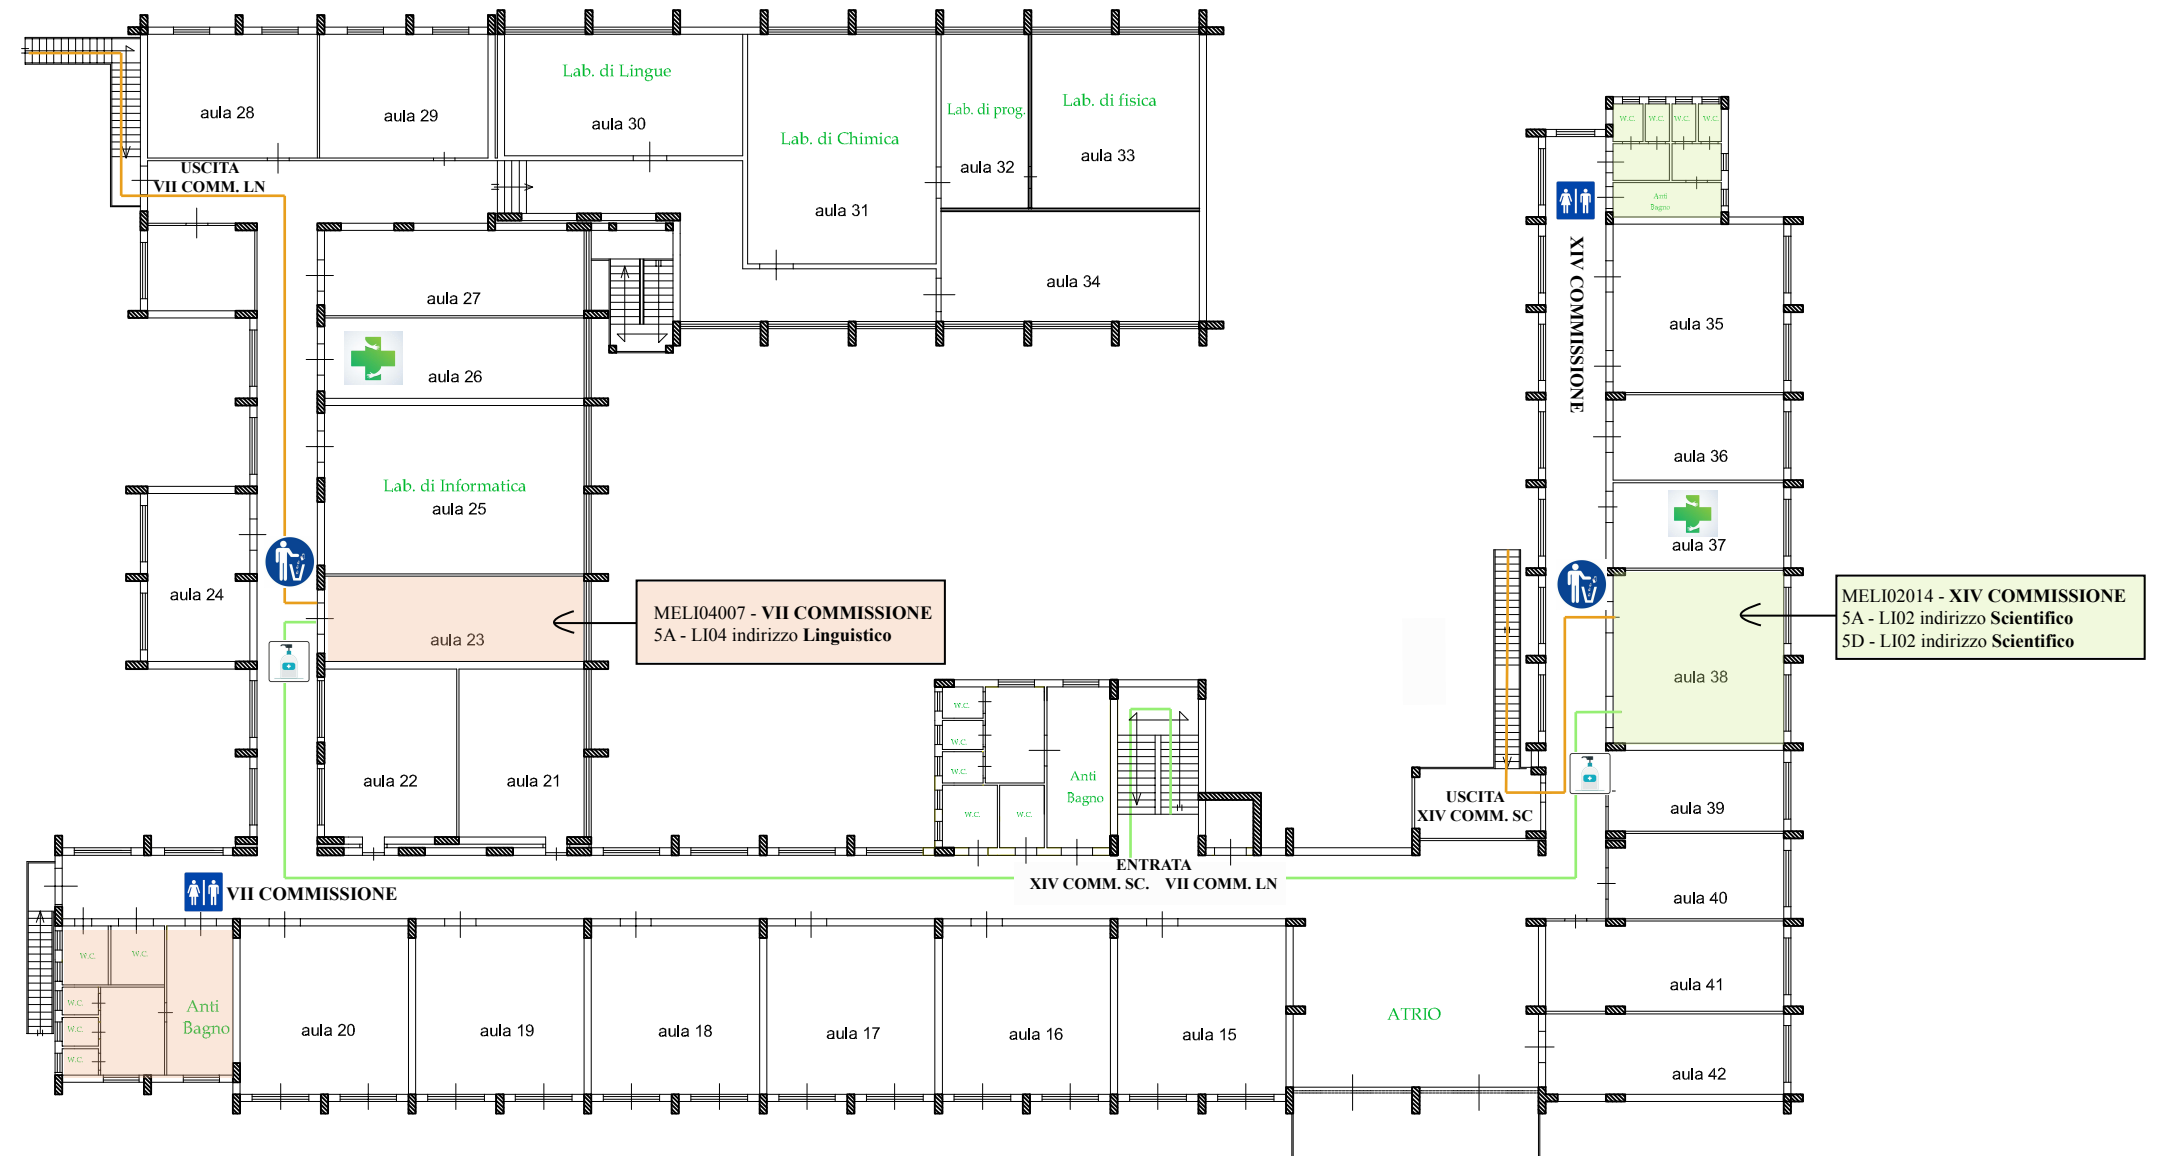 Lab. di Lingue
Lab. di Chimica
Lab. di prog.
Lab. di fisica
aula 28
aula 29
aula 30
aula 31
aula 32
aula 33
aula 34
USCITA
VII COMM. LN
aula 27
aula 26
Lab. di Informatica
aula 25
aula 24
aula 23
MELI04007 - VII COMMISSIONE
5A - LI04 indirizzo Linguistico
aula 22
aula 21
W.C.
W.C.
W.C.
W.C.
W.C.
Anti
Bagno
W.C.
W.C.
W.C.
W.C.
Anti
Bagno
XIV COMMISSIONE
aula 35
aula 36
aula 37
aula 38
MELI02014 - XIV COMMISSIONE
5A - LI02 indirizzo Scientifico
5D - LI02 indirizzo Scientifico
USCITA
XIV COMM. SC
aula 39
aula 40
aula 41
aula 42
ENTRATA
XIV COMM. SC. VII COMM. LN
VII COMMISSIONE
W.C.
W.C.
W.C.
W.C.
W.C.
Anti
Bagno
aula 20
aula 19
aula 18
aula 17
aula 16
aula 15
ATRIO